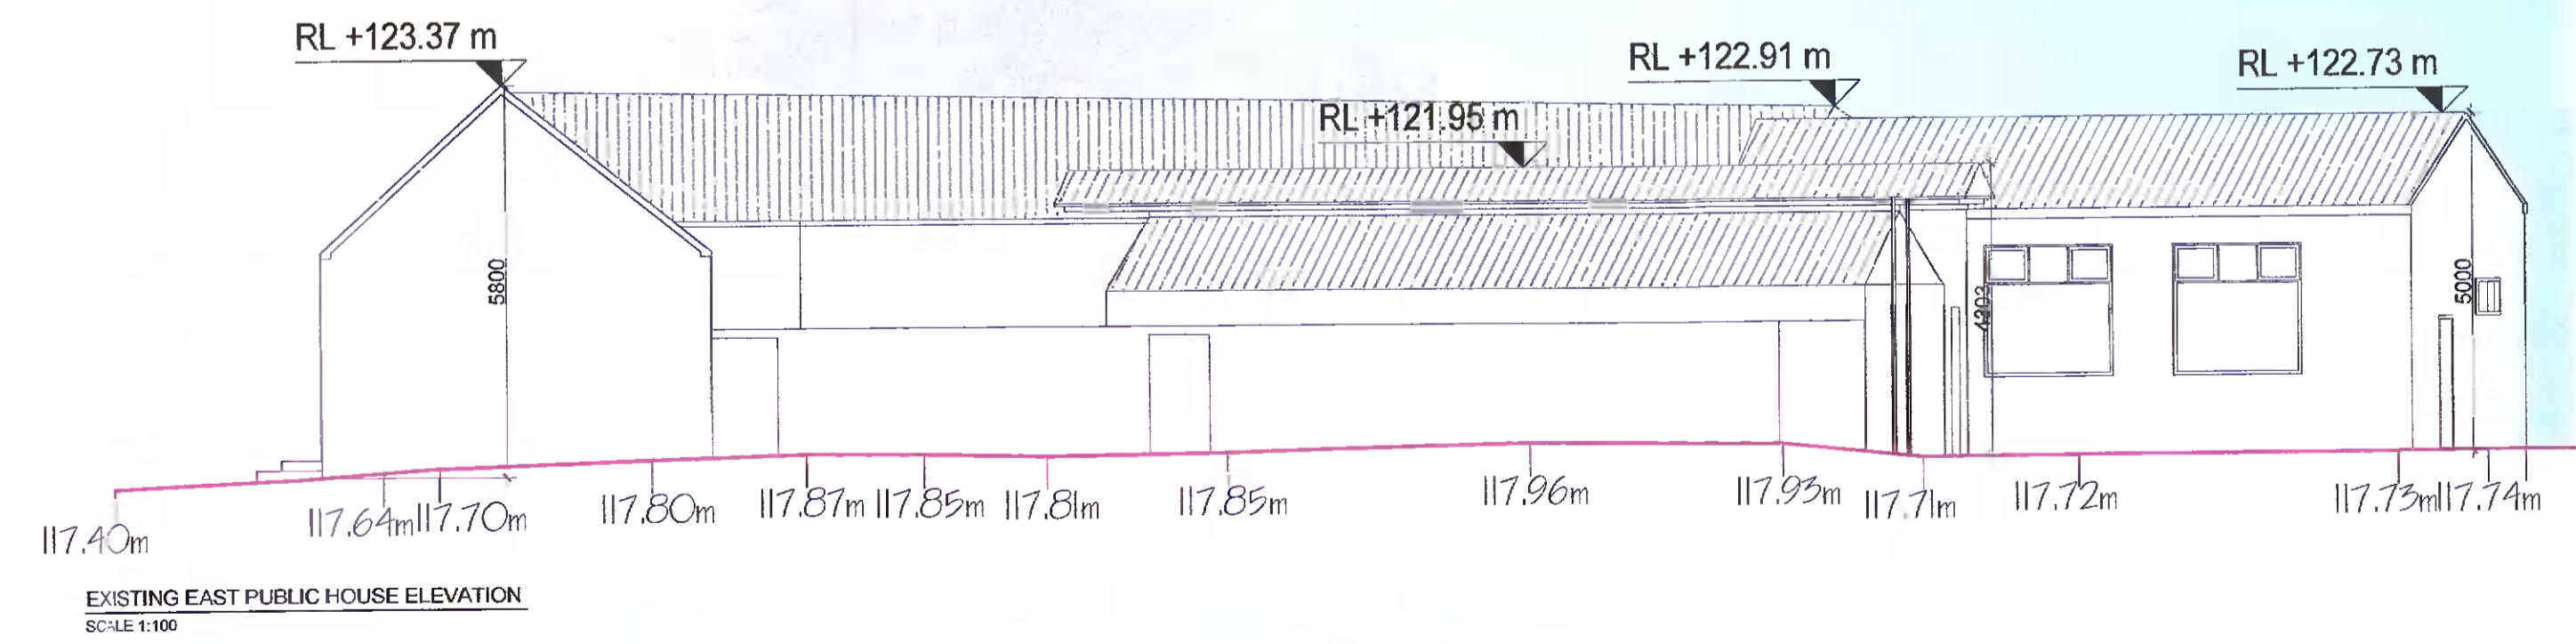 RL +123.37 m
RL +122.91 m
RL +122.73 m
RL +121.95 m
5800
4202
5000
117.40m
117.64m
117.70m
117.80m
117.87m
117.85m
117.81m
117.85m
117.96m
117.93m
117.71m
117.72m
117.73m
117.74m
EXISTING EAST PUBLIC HOUSE ELEVATION
SCALE 1:100